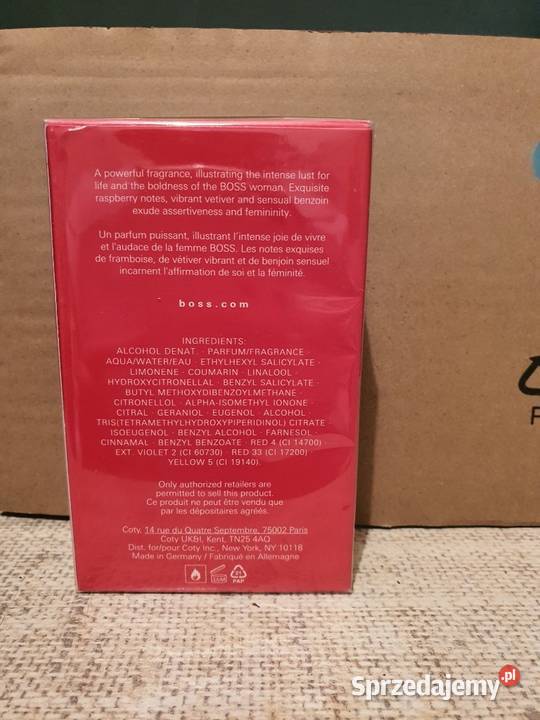 A powerful fragrance, illustrating the intense lust for
life and the boldness of the BOSS woman. Exquisite
raspberry notes, vibrant vetiver and sensual benzoin
exude assertiveness and femininity.
Un parfum puissant, illustrant l'intense joie de vivre
et l'audace de la femme BOSS. Les notes exquises
de framboise, de vétiver vibrant et de benjoin sensuel
incarnent l'affirmation de soi et la féminité.
boss.com
INGREDIENTS:
ALCOHOL DENAT. · PARFUM/FRAGRANCE ·
AQUA/WATER/EAU · ETHYLHEXYL SALICYLATE ·
LIMONENE · COUMARIN · LINALOOL ·
HYDROXYCITRONELLAL · BENZYL SALICYLATE ·
BUTYL METHOXYDIBENZOYLMETHANE ·
CITRONELLOL · ALPHA-ISOMETHYL IONONE ·
CITRAL · GERANIOL · EUGENOL · ALCOHOL ·
TRIS(TETRAMETHYLHYDROXYPIPERIDINOL) CITRATE ·
ISOEUGENOL · BENZYL ALCOHOL · FARNESOL ·
CINNAMAL · BENZYL BENZOATE · RED 4 (CI 14700) ·
EXT. VIOLET 2 (CI 60730) · RED 33 (CI 17200) ·
YELLOW 5 (CI 19140).
Only authorized retailers are
permitted to sell this product.
Ce produit ne peut être vendu que
par les dépositaires agréés.
Coty, 14 rue du Quatre Septembre, 75002 Paris
Coty UK&I, Kent, TN25 4AQ
Dist. for/pour Coty Inc., New York, NY 10118
Made in Germany / Fabriqué en Allemagne
21
PAP
Sprzedajemy.pl